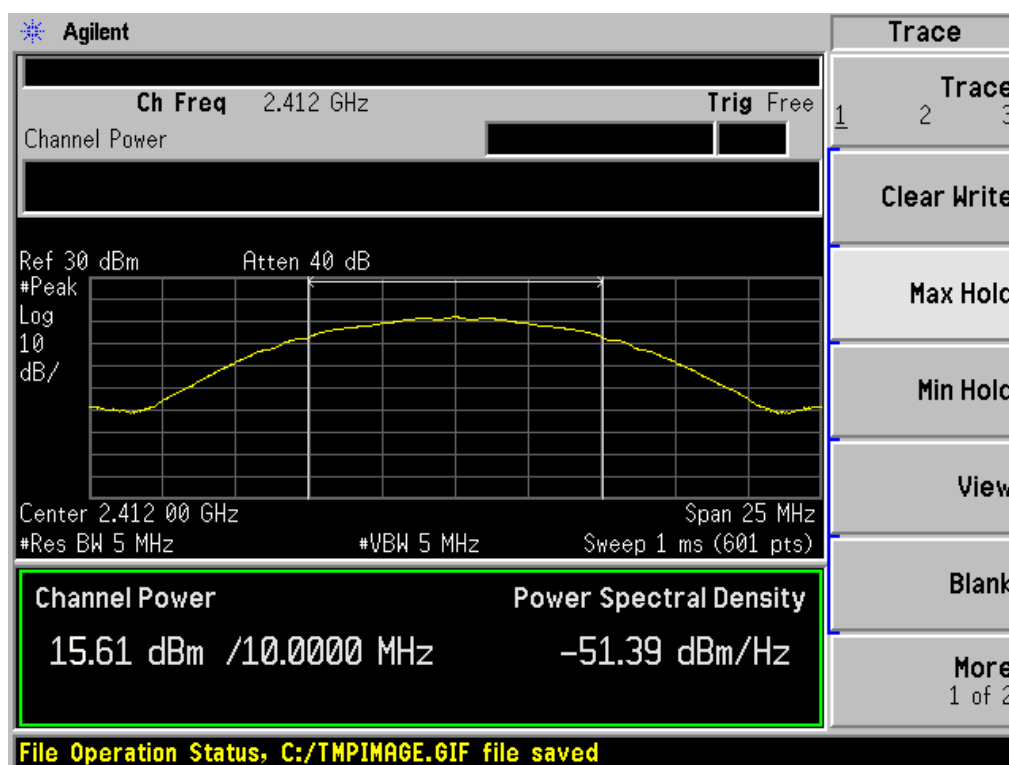 Agilent
Trace
Ch Freq 2.412 GHz Trig Free
Channel Power
Trace
1 2 3
Clear Write
Max Hold
Min Hold
View
Blank
More
1 of 2
Ref 30 dBm Atten 40 dB
#Peak
Log
10
dB/
Center 2.412 00 GHz Span 25 MHz
#Res BW 5 MHz #VBW 5 MHz Sweep 1 ms (601 pts)
Channel Power Power Spectral Density
15.61 dBm /10.0000 MHz -51.39 dBm/Hz
File Operation Status, C:/TMPIMAGE.GIF file saved